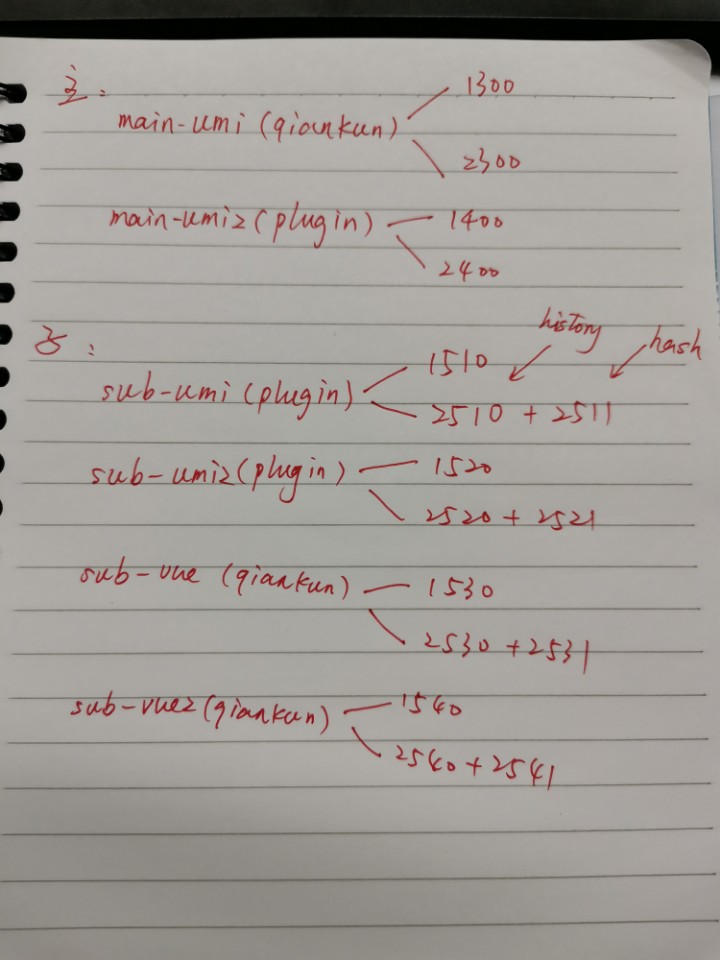 主:
1300
main-umi (qiankun)
2300
main-umi2 (plugin)
1400
2400
子:
history
hash
1510
sub-umi (plugin)
2510 + 2511
sub-umi2 (plugin)
1520
2520 + 2521
sub-vue (qiankun)
1530
2530 + 2531
sub-vue2 (qiankun)
1540
2540 + 2541